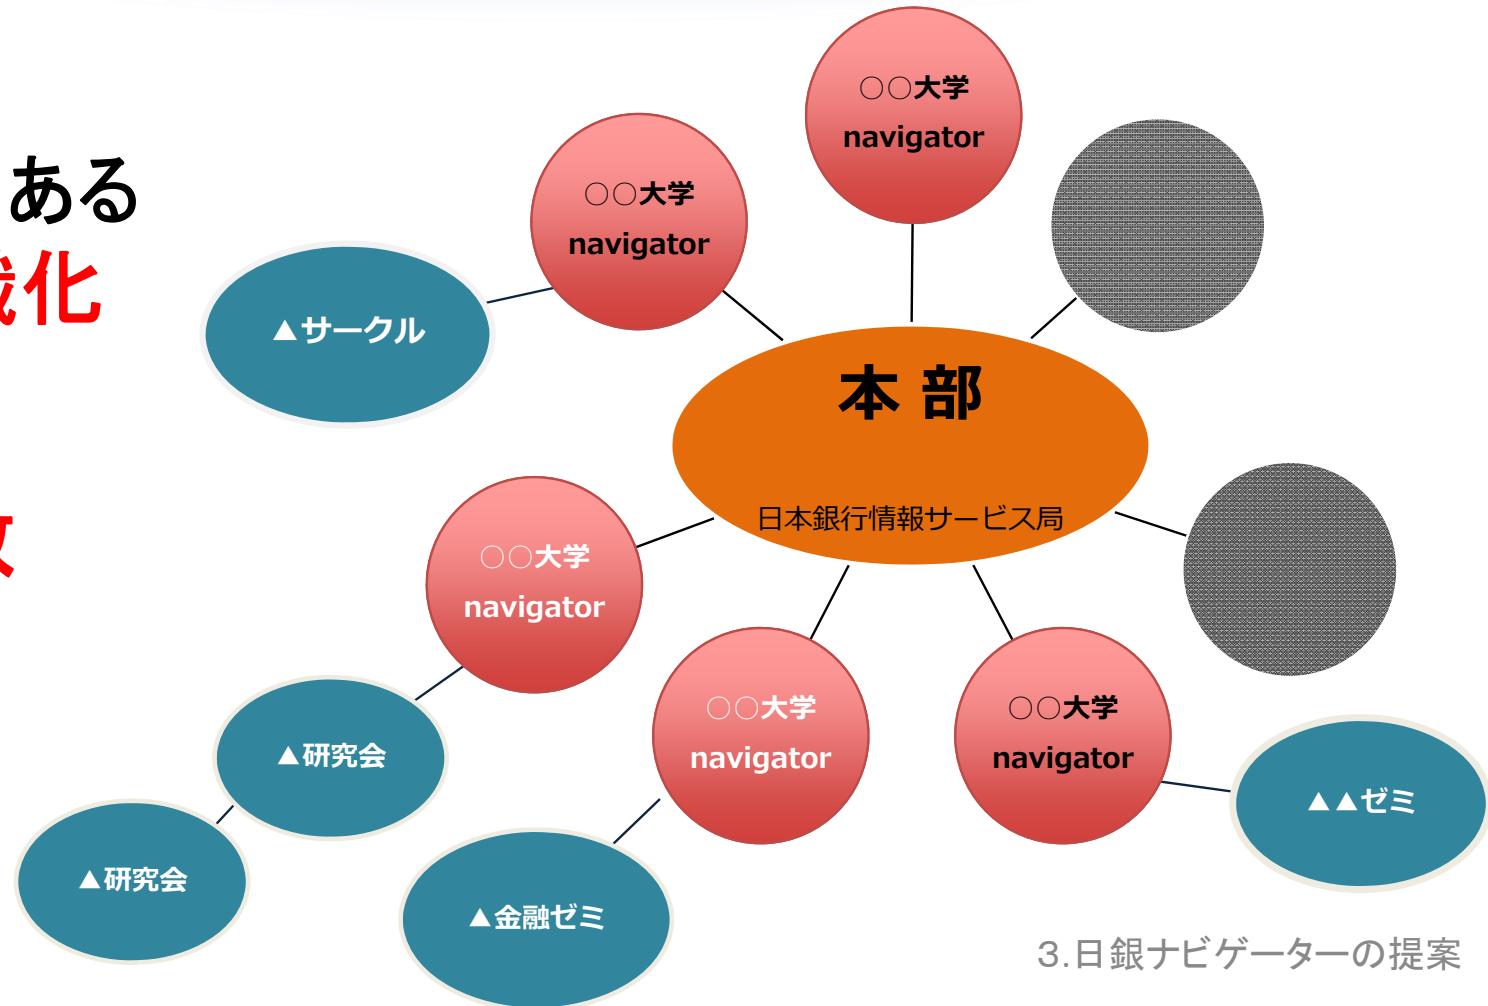 ○○大学
navigator
ある
○○大学
navigator
化
▲サークル
本 部
日本銀行情報サービス局
○○大学
navigator
○○大学
navigator
○○大学
navigator
▲研究会
▲▲ゼミ
▲研究会
▲金融ゼミ
3.日銀ナビゲーターの提案